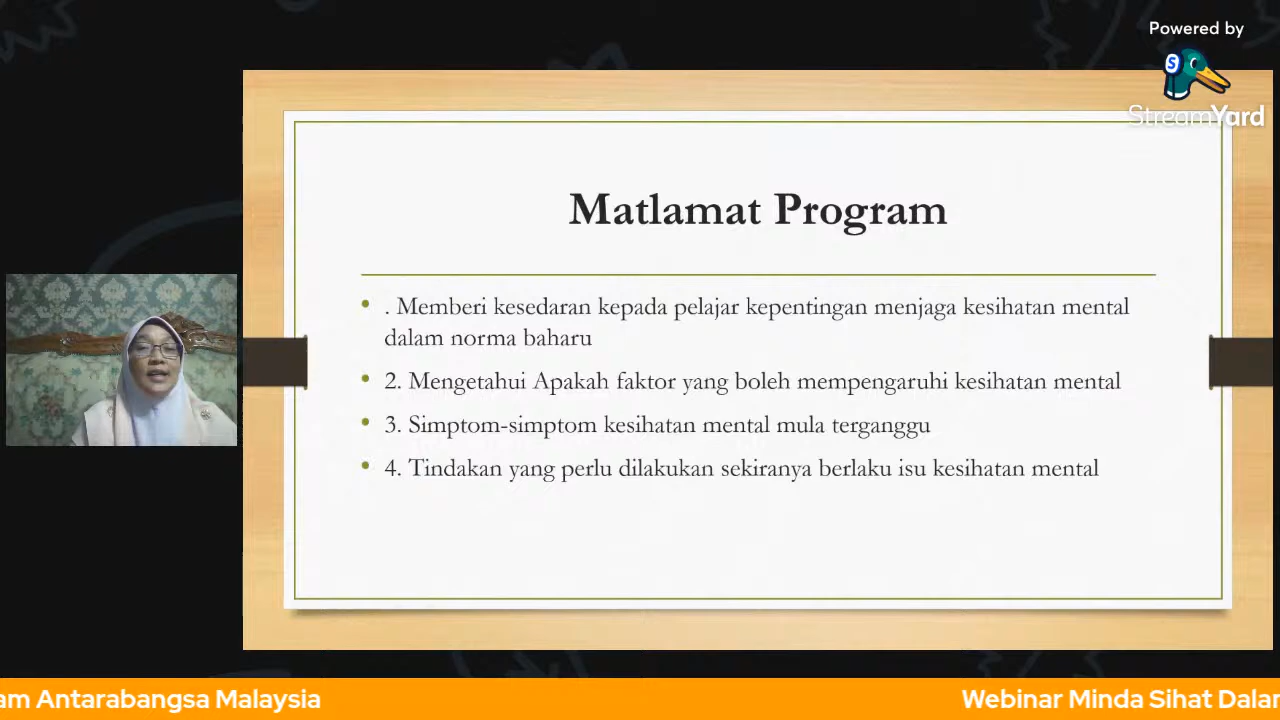 Powered by
StreamYard
Matlamat Program
• . Memberi kesedaran kepada pelajar kepentingan menjaga kesihatan mental
dalam norma baharu
• 2. Mengetahui Apakah faktor yang boleh mempengaruhi kesihatan mental
• 3. Simptom-simptom kesihatan mental mula terganggu
• 4. Tindakan yang perlu dilakukan sekiranya berlaku isu kesihatan mental
am Antarabangsa Malaysia
Webinar Minda Sihat Dalar